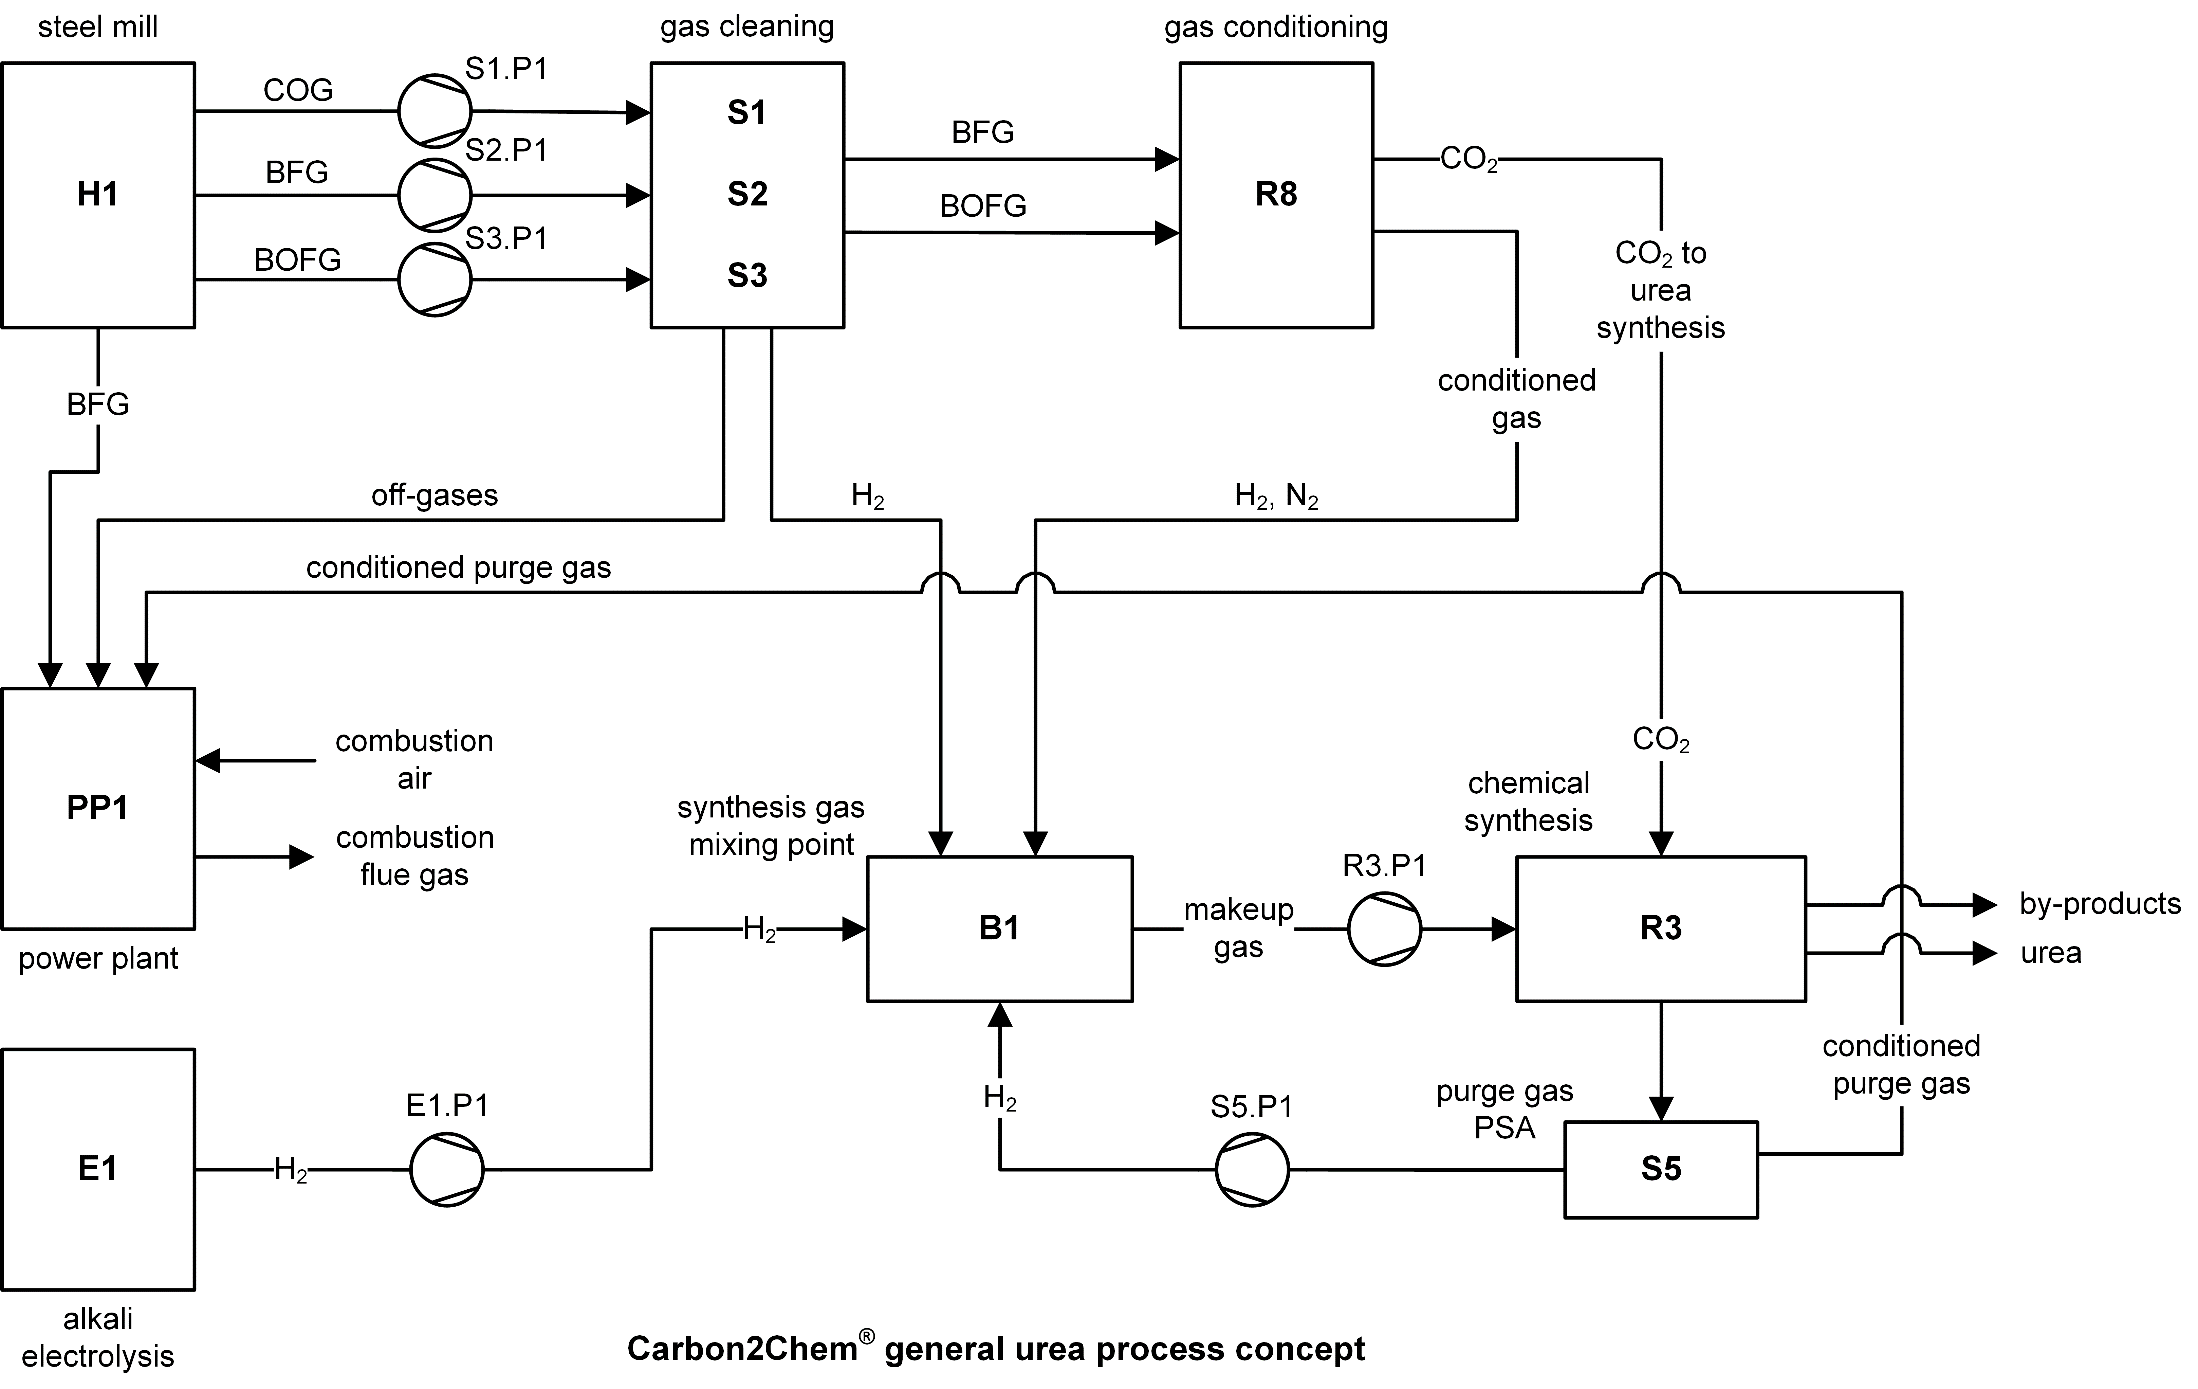 steel mill
gas cleaning
gas conditioning
H1
COG
S1.P1
BFG
S2.P1
BOFG
S3.P1
S1
S2
S3
BFG
BOFG
R8
CO₂
CO₂ to
urea
synthesis
conditioned
gas
BFG
off-gases
H₂
H₂, N₂
conditioned purge gas
PP1
combustion
air
combustion
flue gas
power plant
synthesis gas
mixing point
H₂
B1
makeup
gas
R3.P1
CO₂
chemical
synthesis
R3
by-products
urea
conditioned
purge gas
E1
H₂
E1.P1
H₂
S5.P1
purge gas
PSA
S5
alkali
electrolysis
Carbon2Chem® general urea process concept